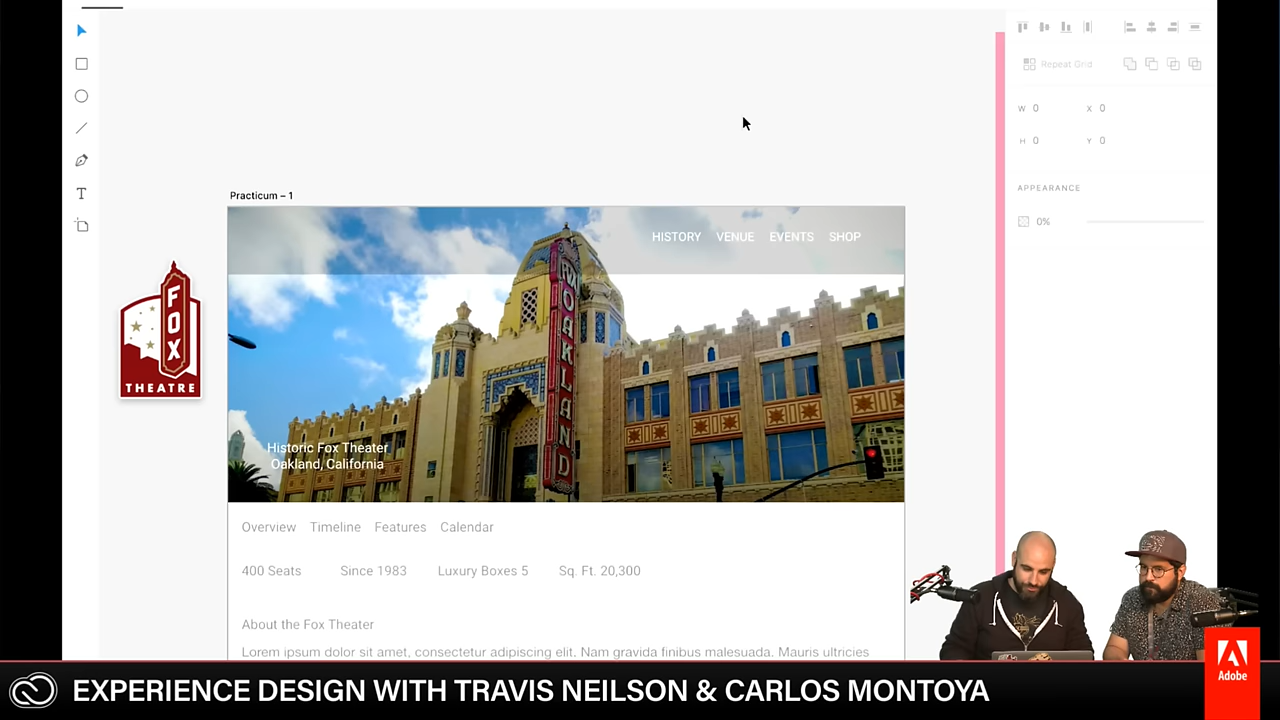 Repeat Grid
W 0 X 0
H 0 Y 0
APPEARANCE
0%
Practicum – 1
HISTORY VENUE EVENTS SHOP
FOX
THEATRE
OAKLAND
Historic Fox Theater
Oakland, California
Overview Timeline Features Calendar
400 Seats Since 1983 Luxury Boxes 5 Sq. Ft. 20,300
About the Fox Theater
Lorem ipsum dolor sit amet, consectetur adipiscing elit. Nam gravida finibus malesuada. Mauris ultricies
EXPERIENCE DESIGN WITH TRAVIS NEILSON & CARLOS MONTOYA
Adobe